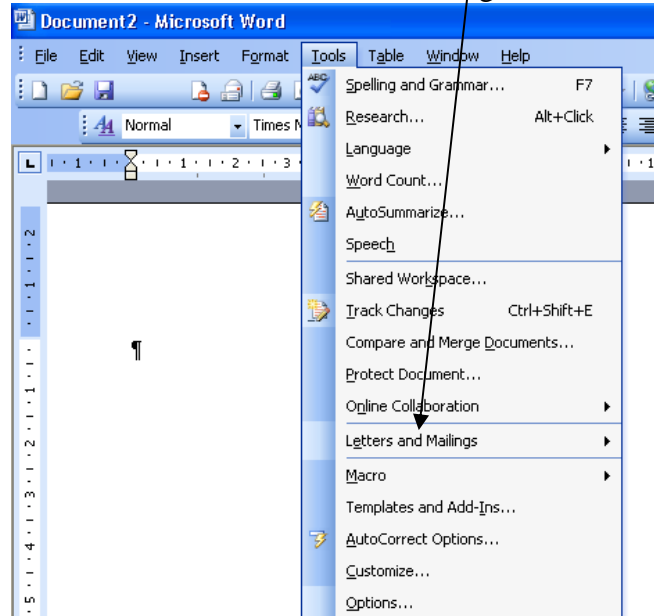 Document2 - Microsoft Word
File Edit View Insert Format Tools Table Window Help
Normal Times N
Spelling and Grammar... F7
Research... Alt+Click
Language
Word Count...
AutoSummarize...
Speech
Shared Workspace...
Track Changes Ctrl+Shift+E
Compare and Merge Documents...
Protect Document...
Online Collaboration
Letters and Mailings
Macro
Templates and Add-Ins...
AutoCorrect Options...
Customize...
Options...
¶